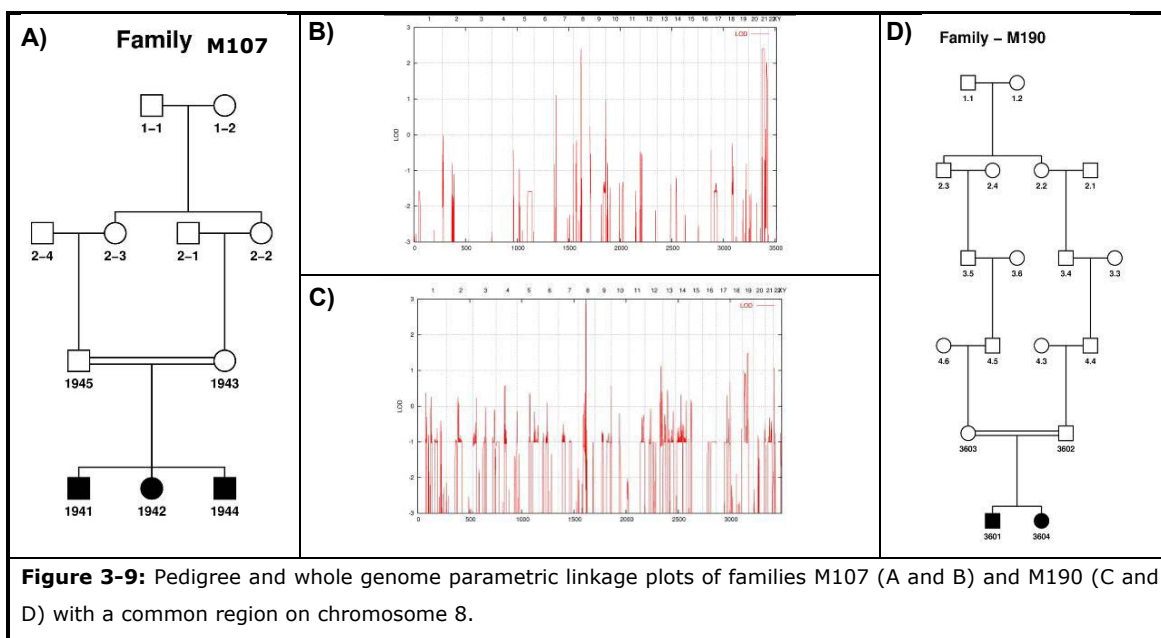 A)
Family M107
1-1 1-2
2-4 2-3 2-1 2-2
1945 1943
1941 1942 1944
B)
1 2 3 4 5 6 7 8 9 10 11 12 13 14 15 16 17 18 19 20 21 22XY
LOD
3
2
1
0
-1
-2
-3
LOD
0 500 1000 1500 2000 2500 3000 3500
C)
1 2 3 4 5 6 7 8 9 10 11 12 13 14 15 16 17 18 19 20 21 22XY
LOD
3
2
1
0
-1
-2
-3
LOD
0 500 1000 1500 2000 2500 3000
D)
Family – M190
1.1 1.2
2.3 2.4 2.2 2.1
3.5 3.6 3.4 3.3
4.6 4.5 4.3 4.4
3603 3602
3601 3604
Figure 3-9: Pedigree and whole genome parametric linkage plots of families M107 (A and B) and M190 (C and
D) with a common region on chromosome 8.